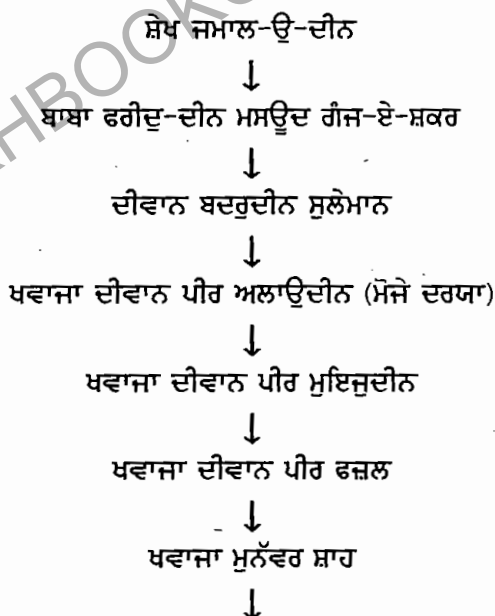 ਸ਼ੇਖ ਜਮਾਲ-ਉ-ਦੀਨ
↓
ਬਾਬਾ ਫਰੀਦੁ-ਦੀਨ ਮਸਊਦ ਗੰਜ-ਏ-ਸ਼ਕਰ
↓
ਦੀਵਾਨ ਬਦਰੁਦੀਨ ਸੁਲੇਮਾਨ
↓
ਖਵਾਜਾ ਦੀਵਾਨ ਪੀਰ ਅਲਾਉਦੀਨ (ਮੋਜੇ ਦਰਯਾ)
↓
ਖਵਾਜਾ ਦੀਵਾਨ ਪੀਰ ਮੁਇਜੁਦੀਨ
↓
ਖਵਾਜਾ ਦੀਵਾਨ ਪੀਰ ਫਜ਼ਲ
↓
ਖਵਾਜਾ ਮੁਨੱਵਰ ਸ਼ਾਹ
↓